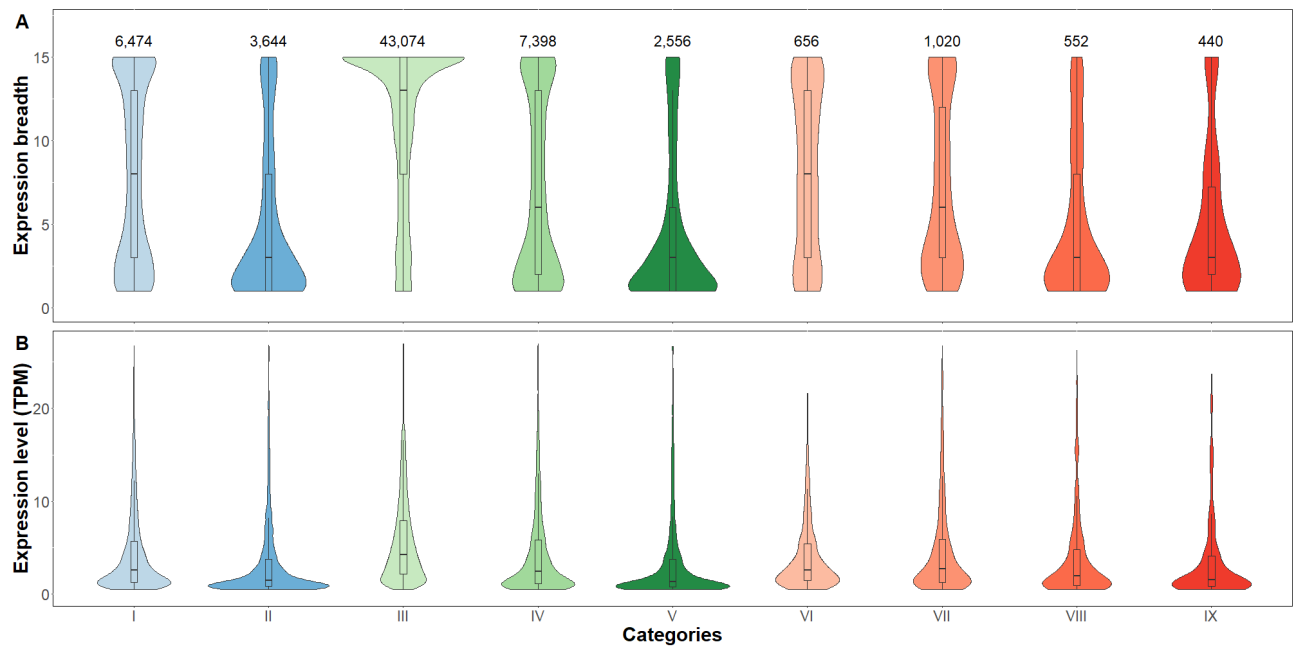 A
6,474 3,644 43,074 7,398 2,556 656 1,020 552 440
Expression breadth
15
10
5
0
B
Expression level (TPM)
20
10
0
I II III IV V VI VII VIII IX
Categories